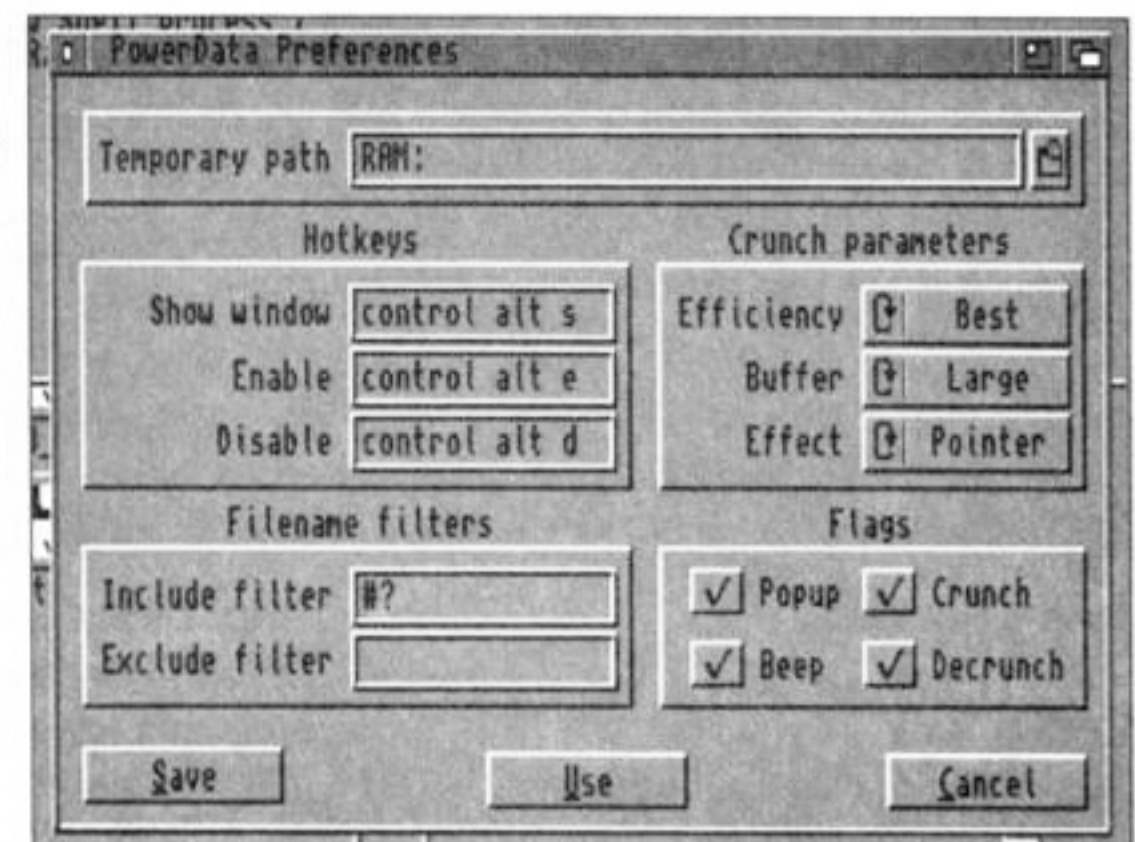 PowerData Preferences
Temporary path RAM:
Hotkeys
Show window control alt s
Enable control alt e
Disable control alt d
Crunch parameters
Efficiency Best
Buffer Large
Effect Pointer
Filename filters
Include filter #?
Exclude filter
Flags
Popup Crunch
Beep Decrunch
Save Use Cancel